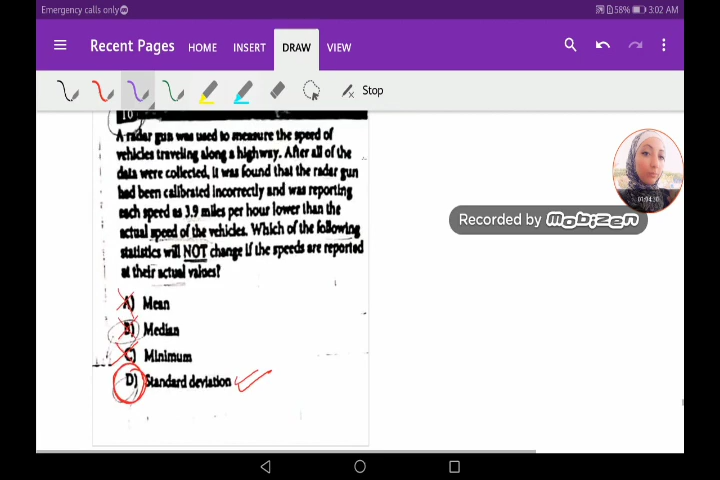 Emergency calls only
58% 3:02 AM
Recent Pages HOME INSERT DRAW VIEW
Stop
10
A radar gun was used to measure the speed of
vehicles traveling along a highway. After all of the
data were collected, it was found that the radar gun
had been calibrated incorrectly and was reporting
each speed as 3.9 miles per hour lower than the
actual speed of the vehicles. Which of the following
statistics will NOT change if the speeds are reported
at their actual values?
A) Mean
B) Median
C) Minimum
D) Standard deviation
01:04:30
Recorded by mobizen